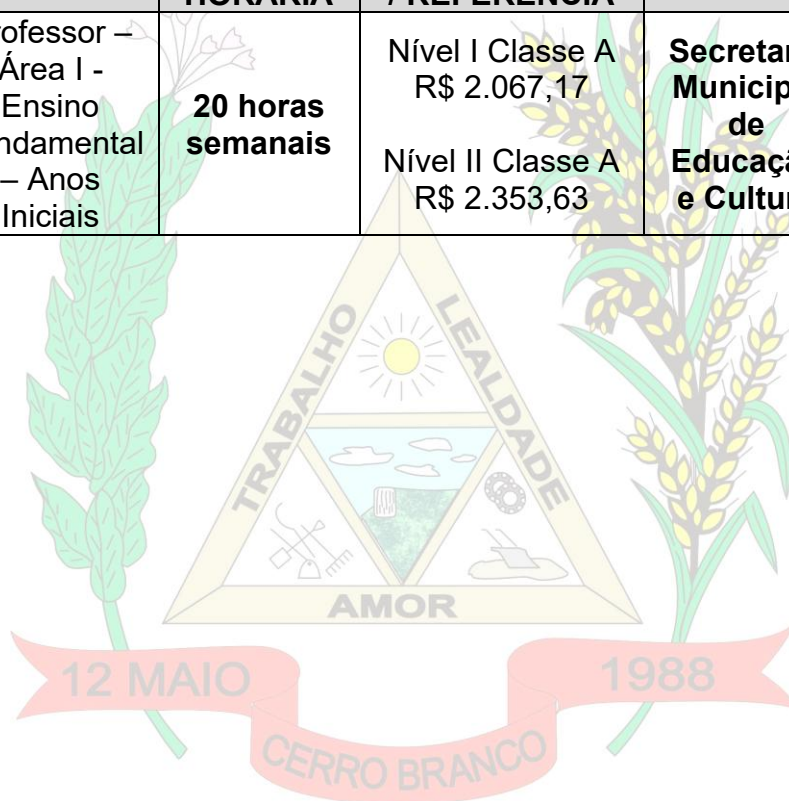 HORÁRIA
/ REFERÊNCIA
rofessor –
Área I -
Ensino
ndamental
– Anos
Iniciais
20 horas
semanais
Nível I Classe A
R$ 2.067,17
Nível II Classe A
R$ 2.353,63
Secretar
Municip
de
Educaçã
e Cultur
TRABALHO
LEALDADE
AMOR
12 MAIO
1988
CERRO BRANCO